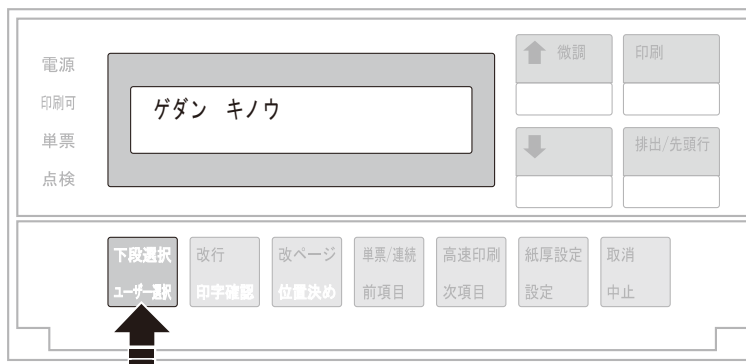 電源
印刷可
単票
点検
ゲダン キノウ
微調
印刷
排出/先頭行
下段選択
ユーザー選択
改行
印字確認
改ページ
位置決め
単票/連続
前項目
高速印刷
次項目
紙厚設定
設定
取消
中止